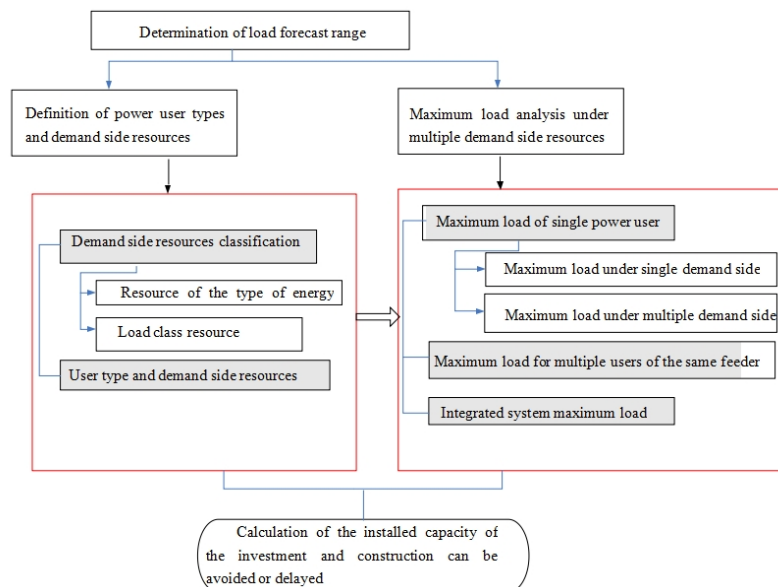 Determination of load forecast range
Definition of power user types
and demand side resources
Maximum load analysis under
multiple demand side resources
Demand side resources classification
Resource of the type of energy
Load class resource
User type and demand side resources
Maximum load of single power user
Maximum load under single demand side
Maximum load under multiple demand side
Maximum load for multiple users of the same feeder
Integrated system maximum load
Calculation of the installed capacity of
the investment and construction can be
avoided or delayed